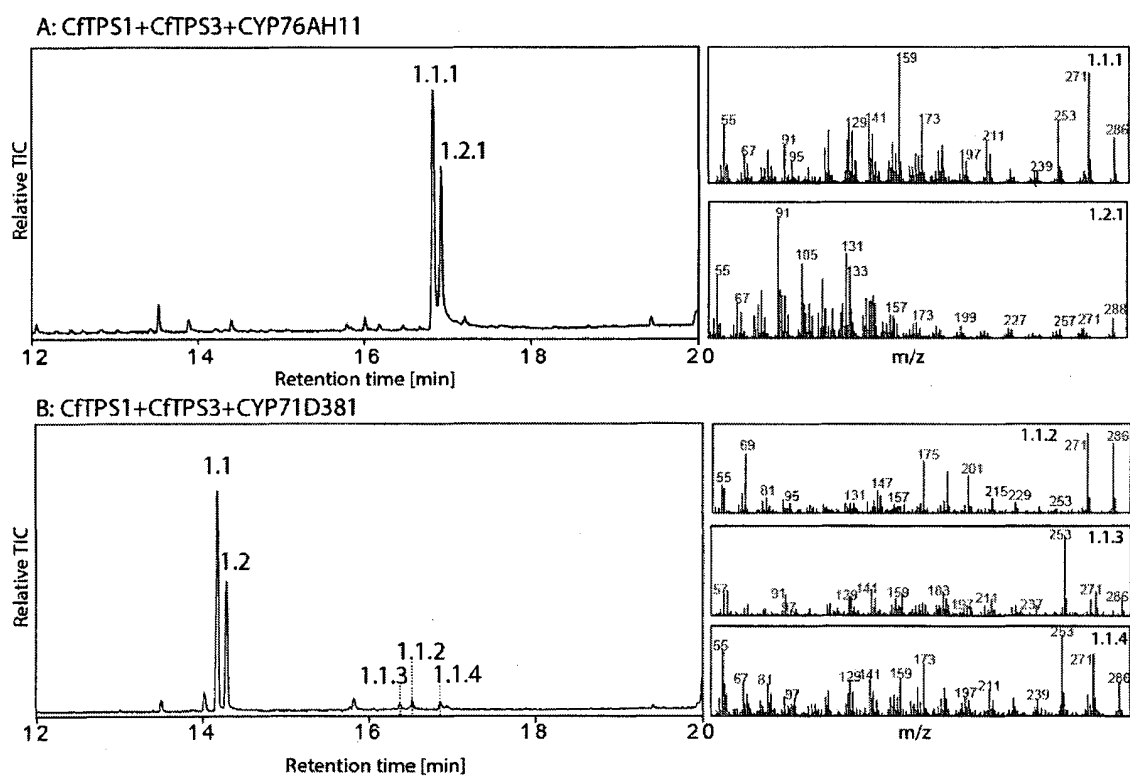 A: CfTPS1+CfTPS3+CYP76AH11
Relative TIC
1.1.1
1.2.1
12 14 16 18 20
Retention time [min]
1.1.1
55 67 91 95 129 141 159 173 197 211 239 253 271 286
1.2.1
55 67 91 105 131 133 157 173 199 227 257 271 288
m/z
B: CfTPS1+CfTPS3+CYP71D381
Relative TIC
1.1
1.2
1.1.3
1.1.2
1.1.4
12 14 16 18 20
Retention time [min]
1.1.2
55 69 81 95 131 147 157 175 201 215 229 253 271 286
1.1.3
57 91 97 129 141 159 183 197 211 237 253 271 286
1.1.4
55 67 81 97 129 141 159 173 197 211 239 253 271 286
m/z